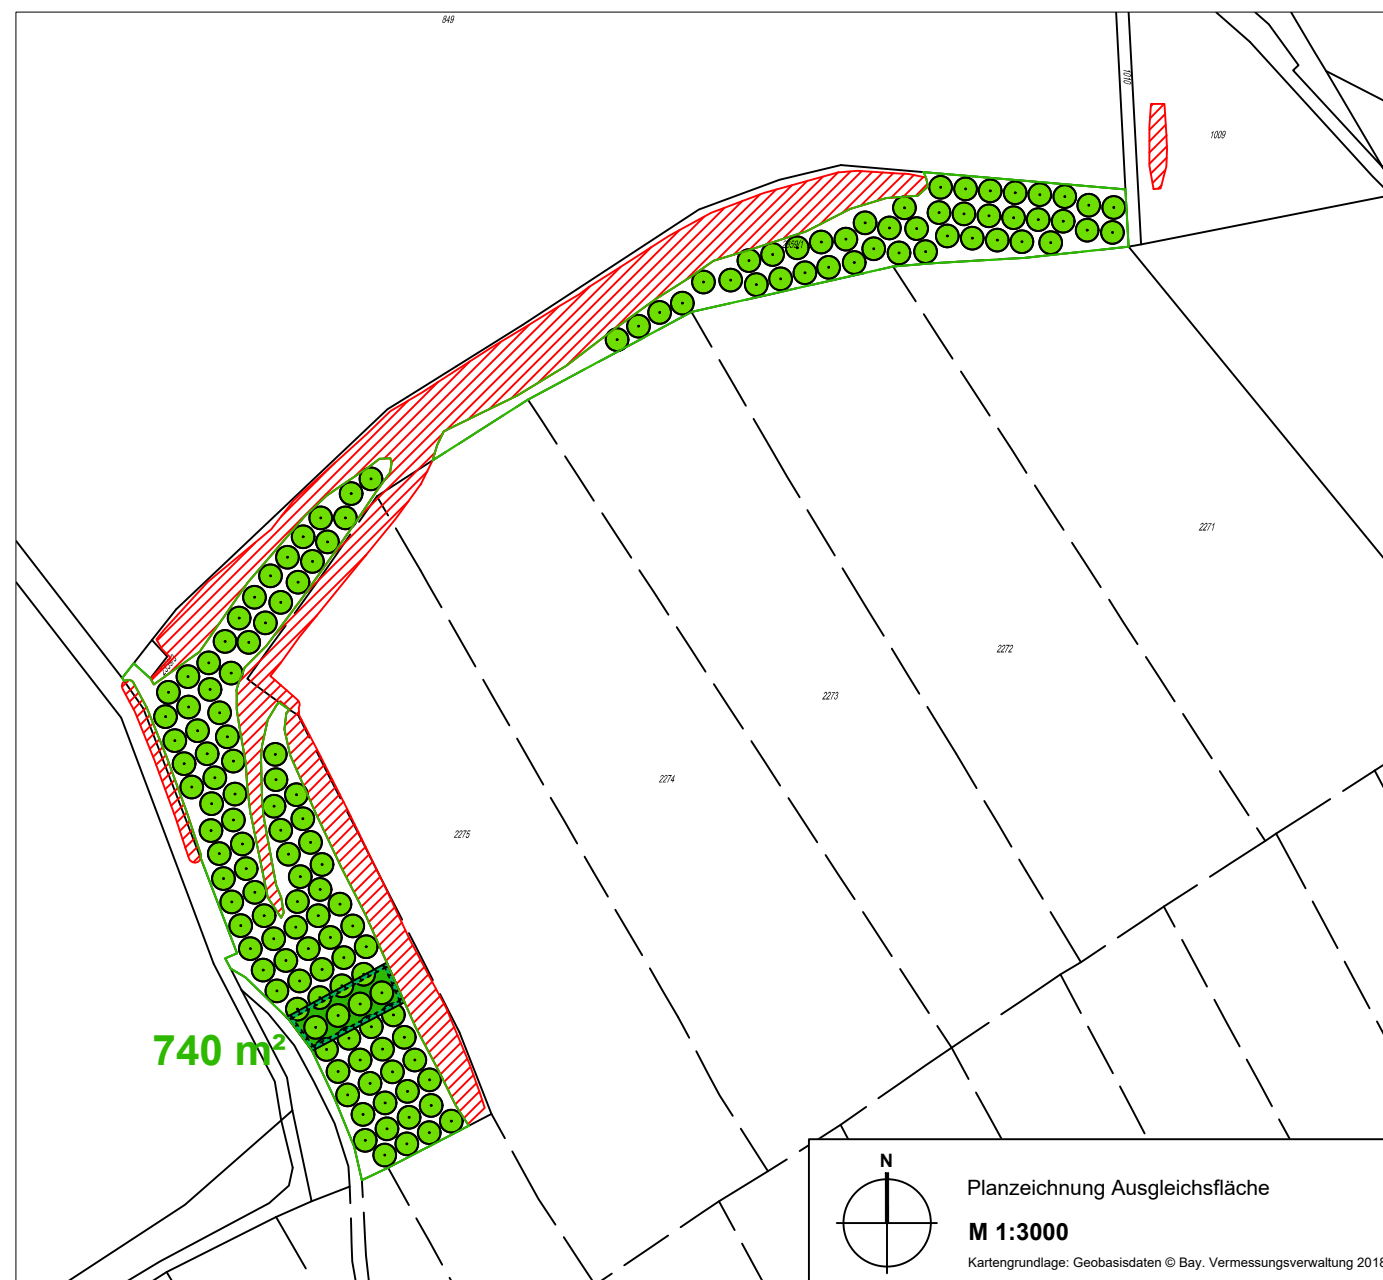 849
1010
1009
2271
2272
2273
2274
2275
740 m²
N
Planzeichnung Ausgleichsfläche
M 1:3000
Kartengrundlage: Geobasisdaten © Bay. Vermessungsverwaltung 2018